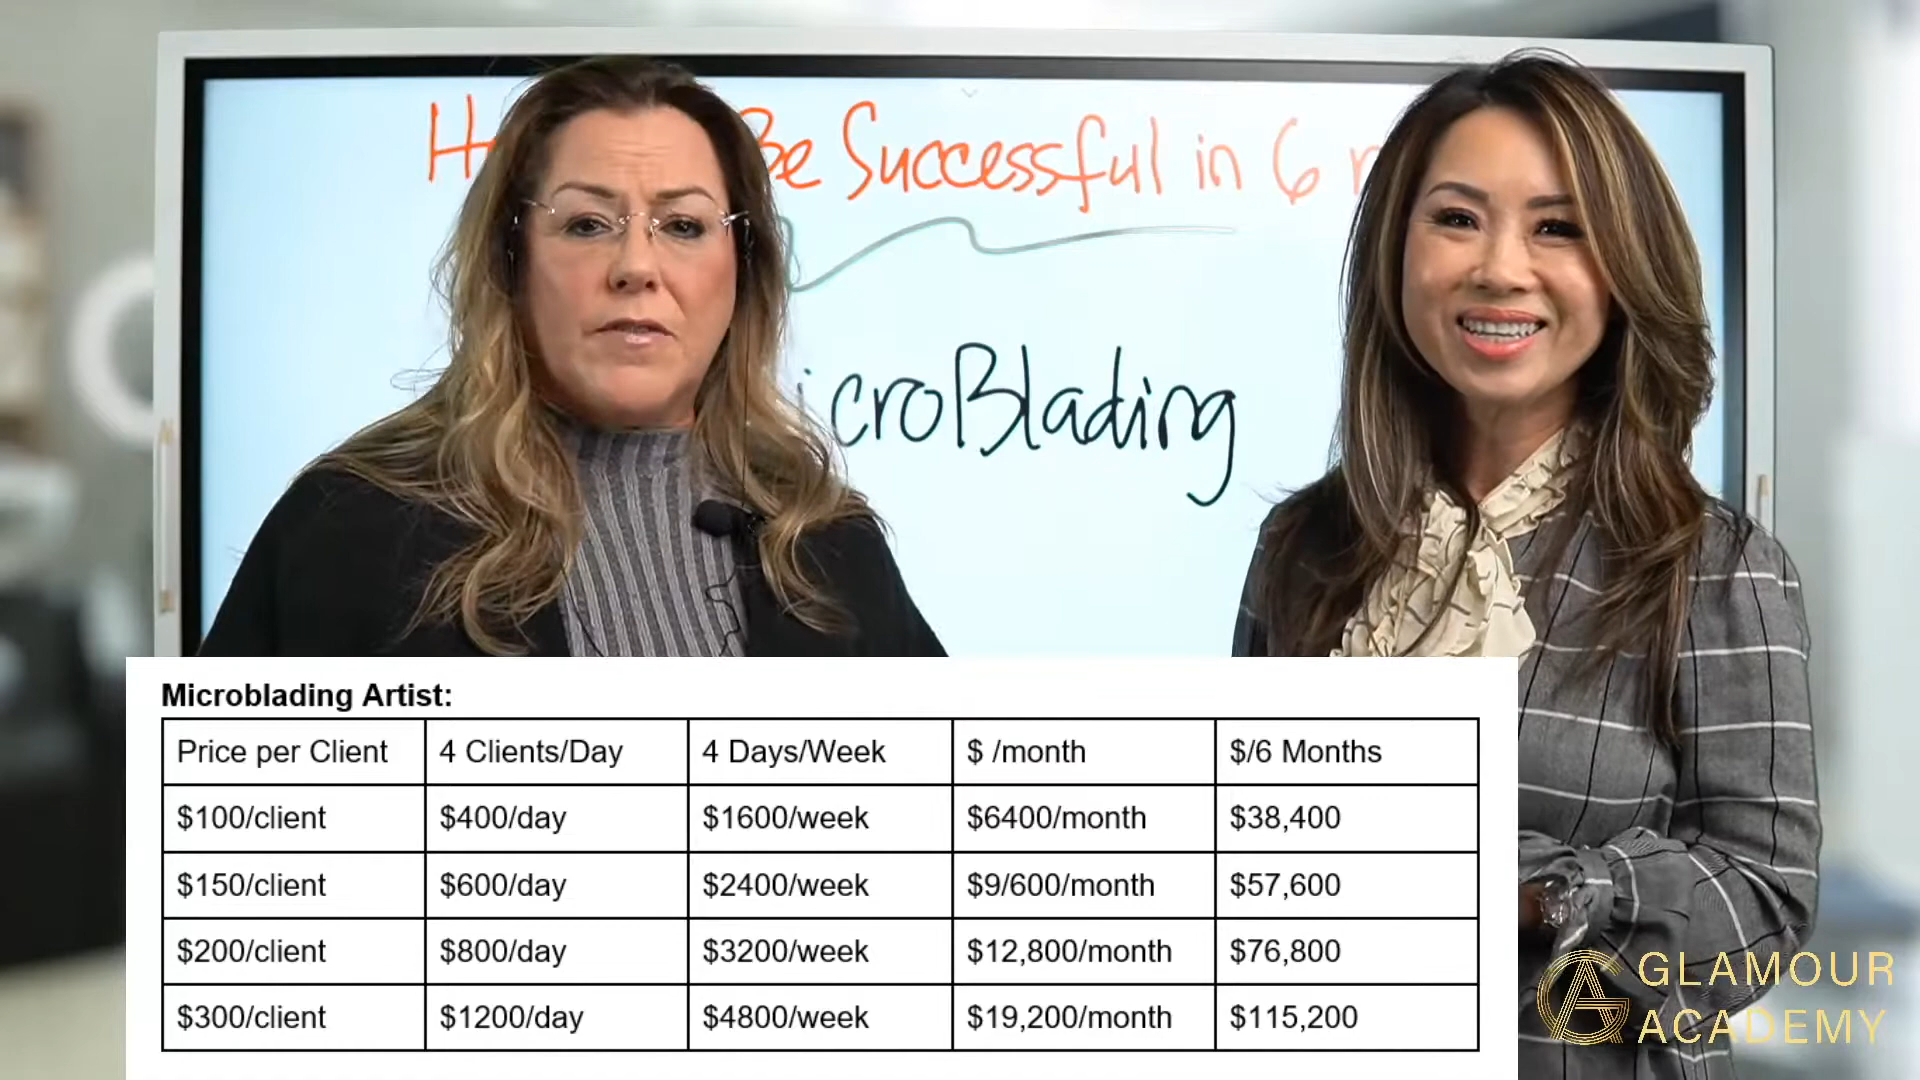 Be Successful in 6
croBlading
Microblading Artist:
Price per Client 4 Clients/Day 4 Days/Week $ /month $/6 Months
$100/client $400/day $1600/week $6400/month $38,400
$150/client $600/day $2400/week $9/600/month $57,600
$200/client $800/day $3200/week $12,800/month $76,800
$300/client $1200/day $4800/week $19,200/month $115,200
GLAMOUR
ACADEMY